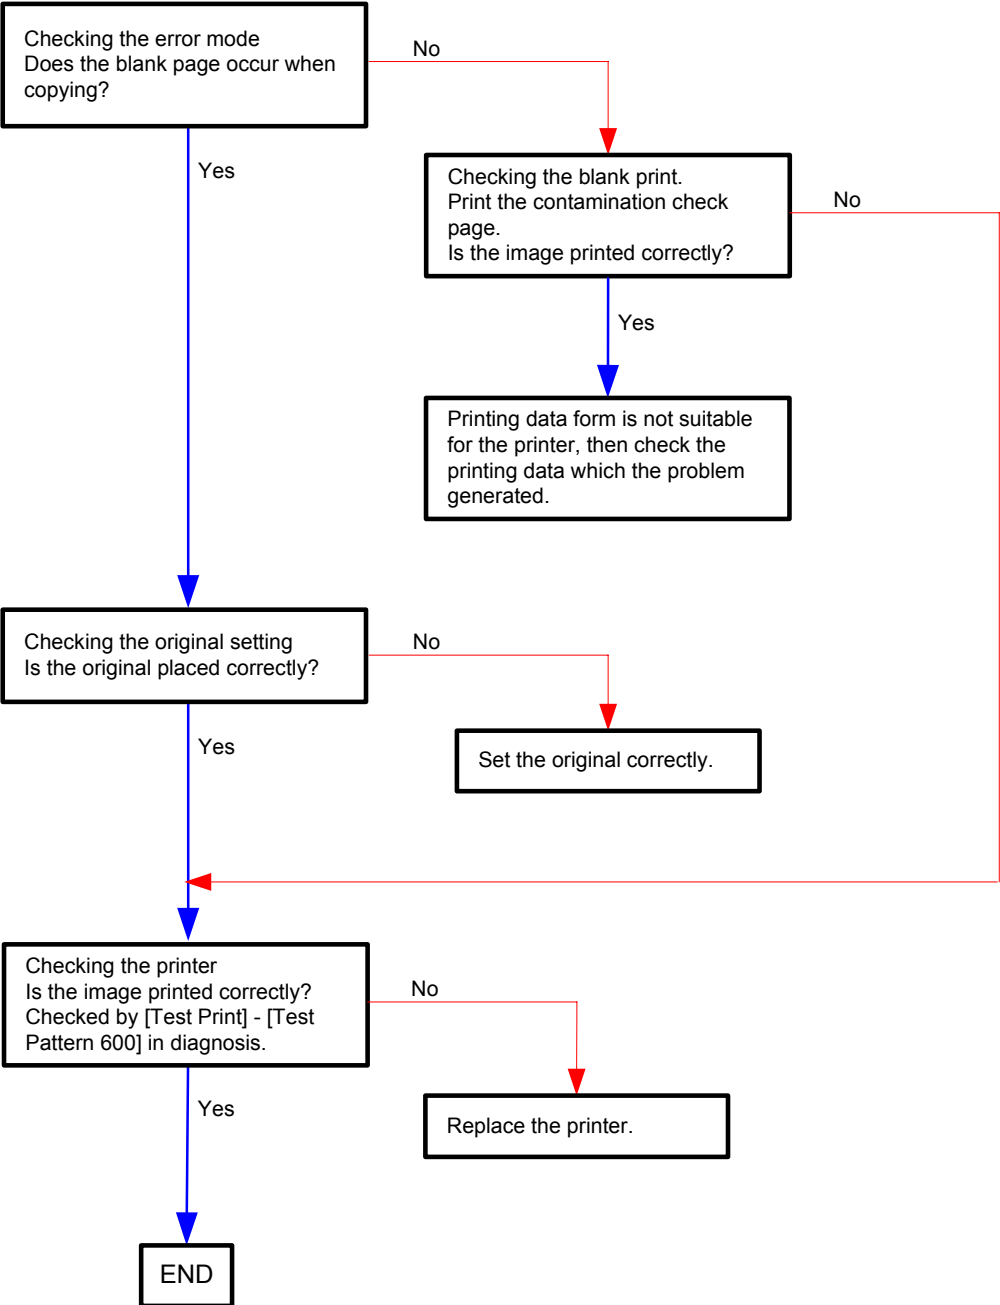 Checking the error mode
Does the blank page occur when
copying?
No
Yes
Checking the blank print.
Print the contamination check
page.
Is the image printed correctly?
No
Yes
Printing data form is not suitable
for the printer, then check the
printing data which the problem
generated.
Checking the original setting
Is the original placed correctly?
No
Yes
Set the original correctly.
Checking the printer
Is the image printed correctly?
Checked by [Test Print] - [Test
Pattern 600] in diagnosis.
No
Yes
Replace the printer.
END